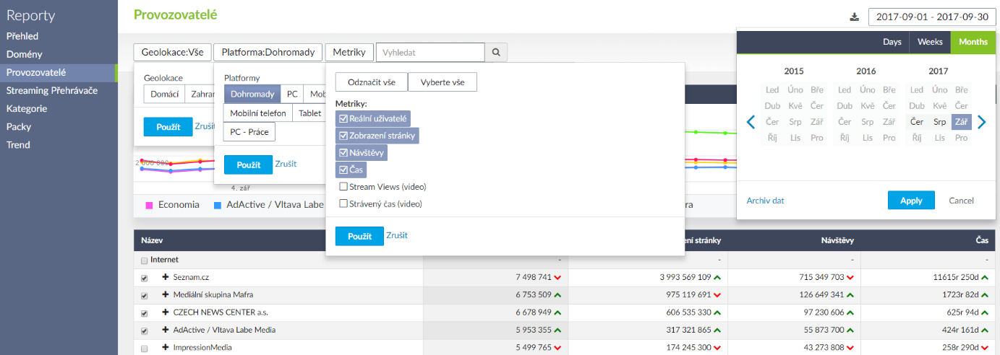 Reporty
Přehled
Domény
Provozovatelé
Streaming Přehrávače
Kategorie
Packy
Trend
Provozovatelé
2017-09-01 - 2017-09-30
Geolokace:Vše Platforma:Dohromady Metriky Vyhledat
Geolokace
Domácí Zahran
Použít Zrušit
Platformy
Dohromady PC Mob
Mobilní telefon Tablet
PC - Práce
Použít Zrušit
Odznačit vše Vyberte vše
Metriky:
Reální uživatelé
Zobrazení stránky
Návštěvy
Čas
Stream Views (video)
Strávený čas (video)
Použít Zrušit
Days Weeks Months
2015 2016 2017
Led Úno Bře Led Úno Bře Led Úno Bře
Dub Kvě Čer Dub Kvě Čer Dub Kvě Čer
Čer Srp Zář Čer Srp Zář Čer Srp Zář
Říj Lis Pro Říj Lis Pro Říj Lis Pro
Archiv dat Apply Cancel
2 000 000
4. zář
Economia AdActive / Vltava Labe ra
Název ení stránky Návštěvy Čas
Internet - - - -
Seznam.cz 7 498 741 3 993 569 109 715 349 703 11615r 250d
Mediální skupina Mafra 6 753 509 975 119 691 126 649 341 1723r 82d
CZECH NEWS CENTER a.s. 6 678 949 606 535 330 97 230 606 625r 94d
AdActive / Vltava Labe Media 5 953 355 317 321 865 55 873 700 424r 161d
ImpressionMedia 5 499 765 174 245 300 43 273 808 258r 290d